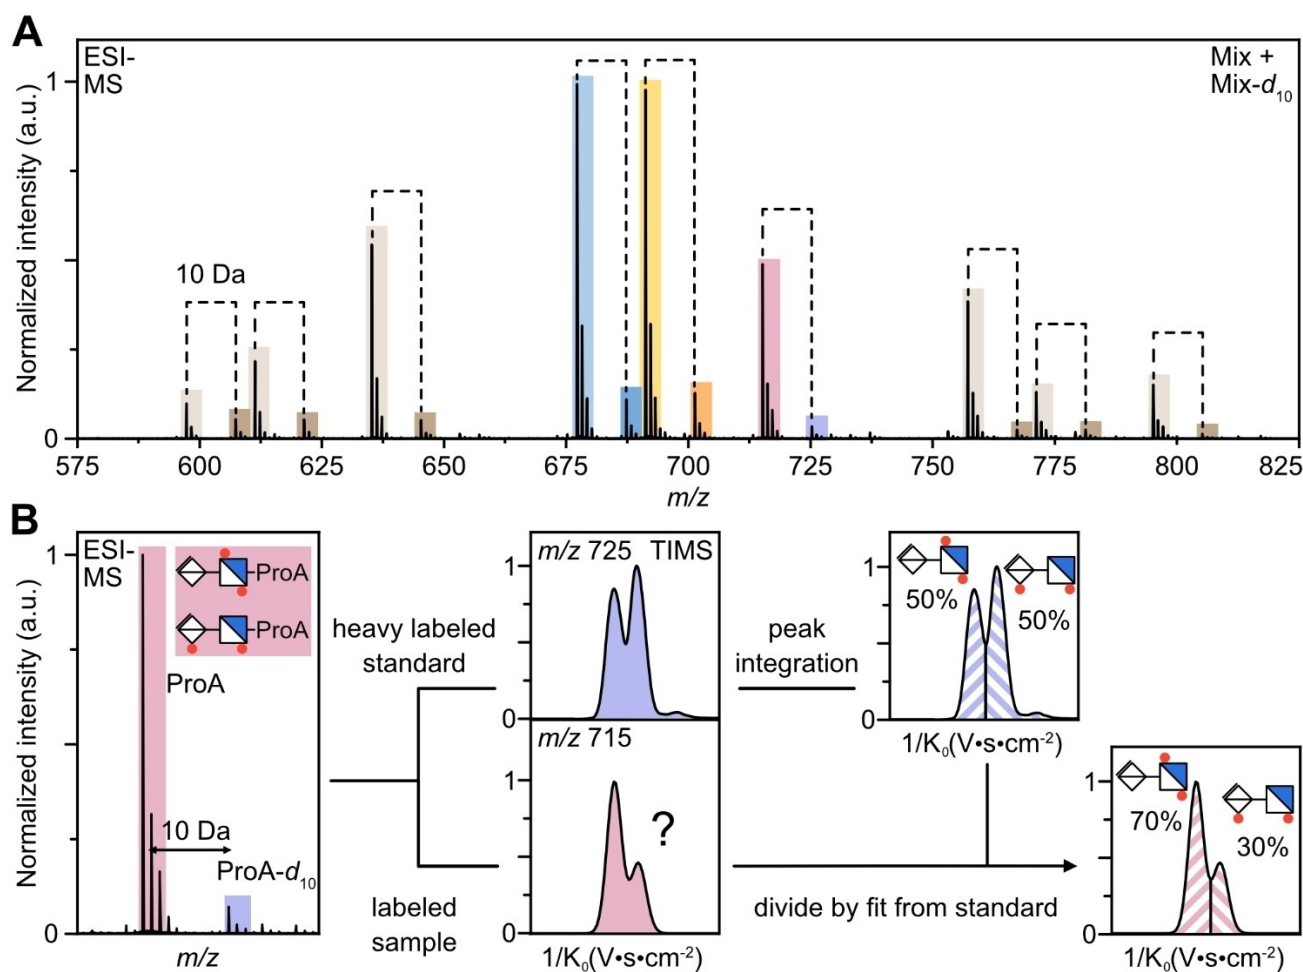 A
ESI-
MS
Mix +
Mix-d10
Normalized intensity (a.u.)
1
0
10 Da
575 600 625 650 675 700 725 750 775 800 825
m/z
B
ESI-
MS
ProA
ProA
ProA
10 Da
ProA-d10
Normalized intensity (a.u.)
1
0
m/z
heavy labeled
standard
labeled
sample
m/z 725 TIMS
1
0
m/z 715
1
?
0
1/K0(V•s•cm-2)
peak
integration
1
50%
50%
0
1/K0(V•s•cm-2)
divide by fit from standard
1
70%
30%
0
1/K0(V•s•cm-2)